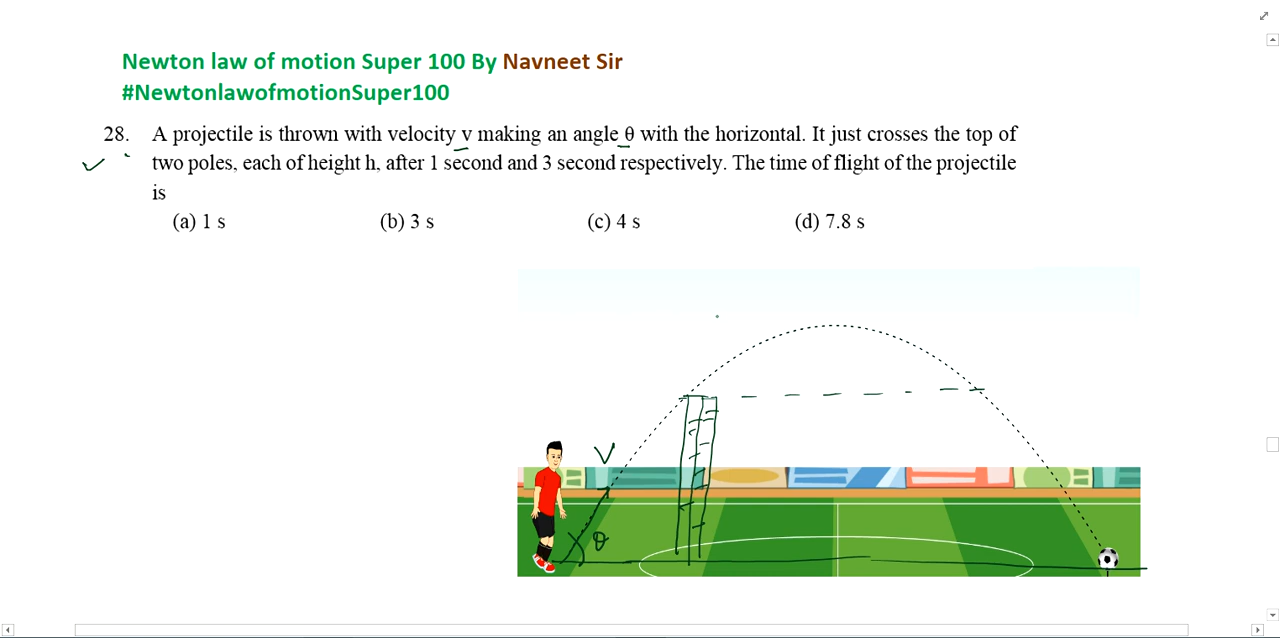 Newton law of motion Super 100 By Navneet Sir
#NewtonlawofmotionSuper100
28. A projectile is thrown with velocity v making an angle θ with the horizontal. It just crosses the top of
two poles, each of height h, after 1 second and 3 second respectively. The time of flight of the projectile
is
(a) 1 s (b) 3 s (c) 4 s (d) 7.8 s
V
θ